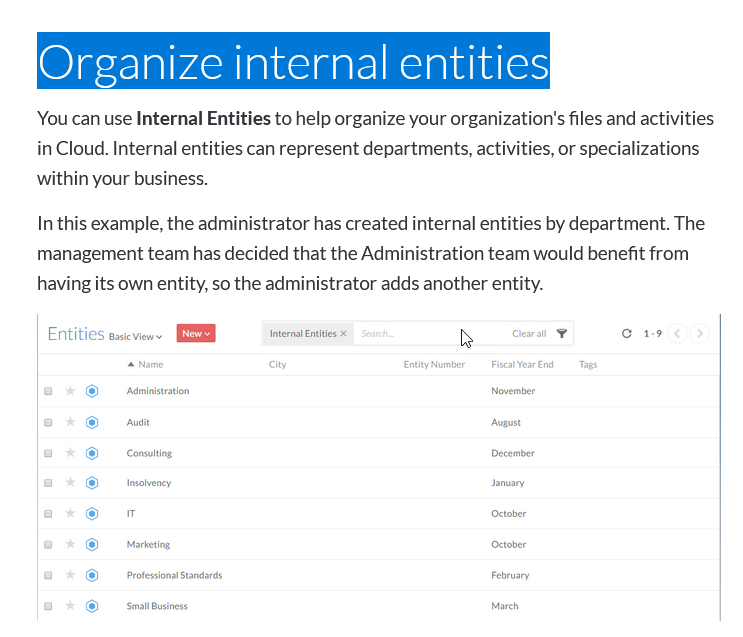 Organize internal entities
You can use Internal Entities to help organize your organization's files and activities
in Cloud. Internal entities can represent departments, activities, or specializations
within your business.
In this example, the administrator has created internal entities by department. The
management team has decided that the Administration team would benefit from
having its own entity, so the administrator adds another entity.
Entities Basic View New Internal Entities × Search... Clear all 1 - 9
Name City Entity Number Fiscal Year End Tags
Administration November
Audit August
Consulting December
Insolvency January
IT October
Marketing October
Professional Standards February
Small Business March